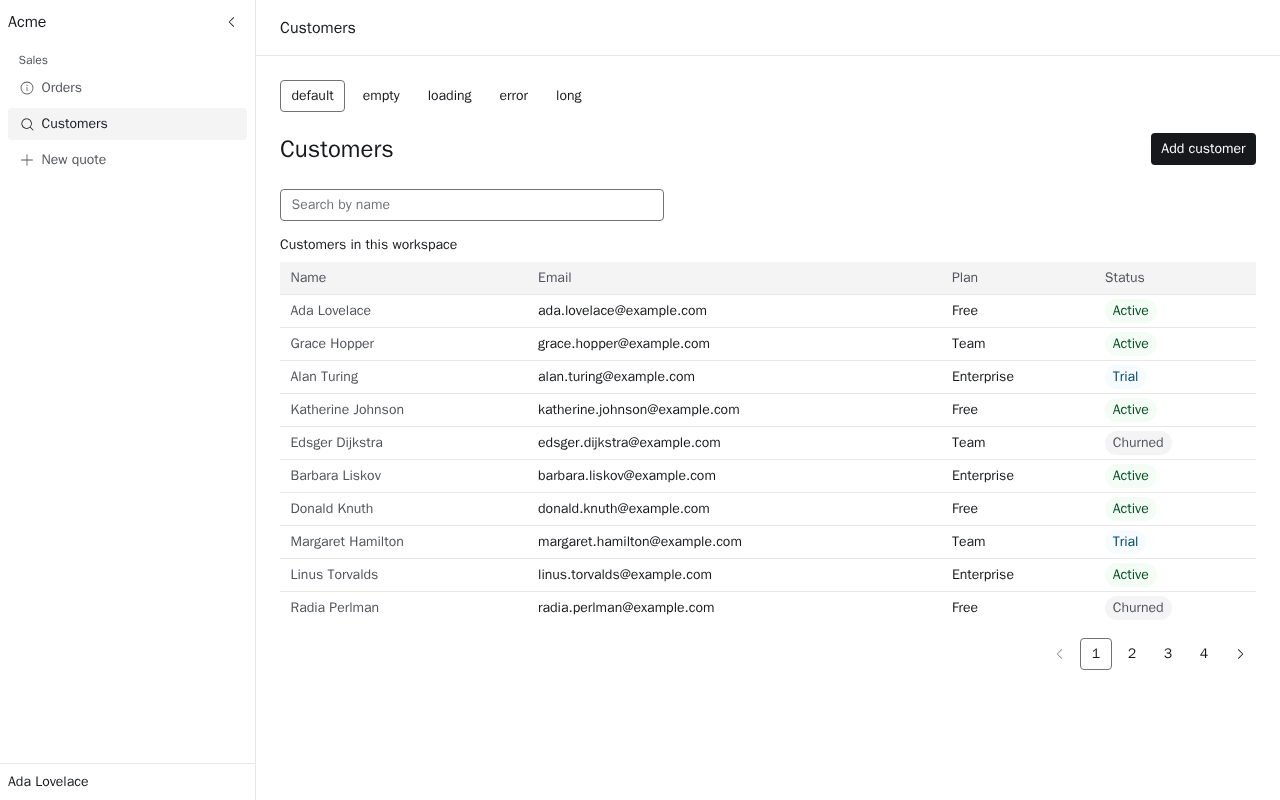 Acme
Sales
Orders
Customers
New quote
Ada Lovelace
Customers
default empty loading error long
Customers
Add customer
Search by name
Customers in this workspace
Name Email Plan Status
Ada Lovelace ada.lovelace@example.com Free Active
Grace Hopper grace.hopper@example.com Team Active
Alan Turing alan.turing@example.com Enterprise Trial
Katherine Johnson katherine.johnson@example.com Free Active
Edsger Dijkstra edsger.dijkstra@example.com Team Churned
Barbara Liskov barbara.liskov@example.com Enterprise Active
Donald Knuth donald.knuth@example.com Free Active
Margaret Hamilton margaret.hamilton@example.com Team Trial
Linus Torvalds linus.torvalds@example.com Enterprise Active
Radia Perlman radia.perlman@example.com Free Churned
1 2 3 4